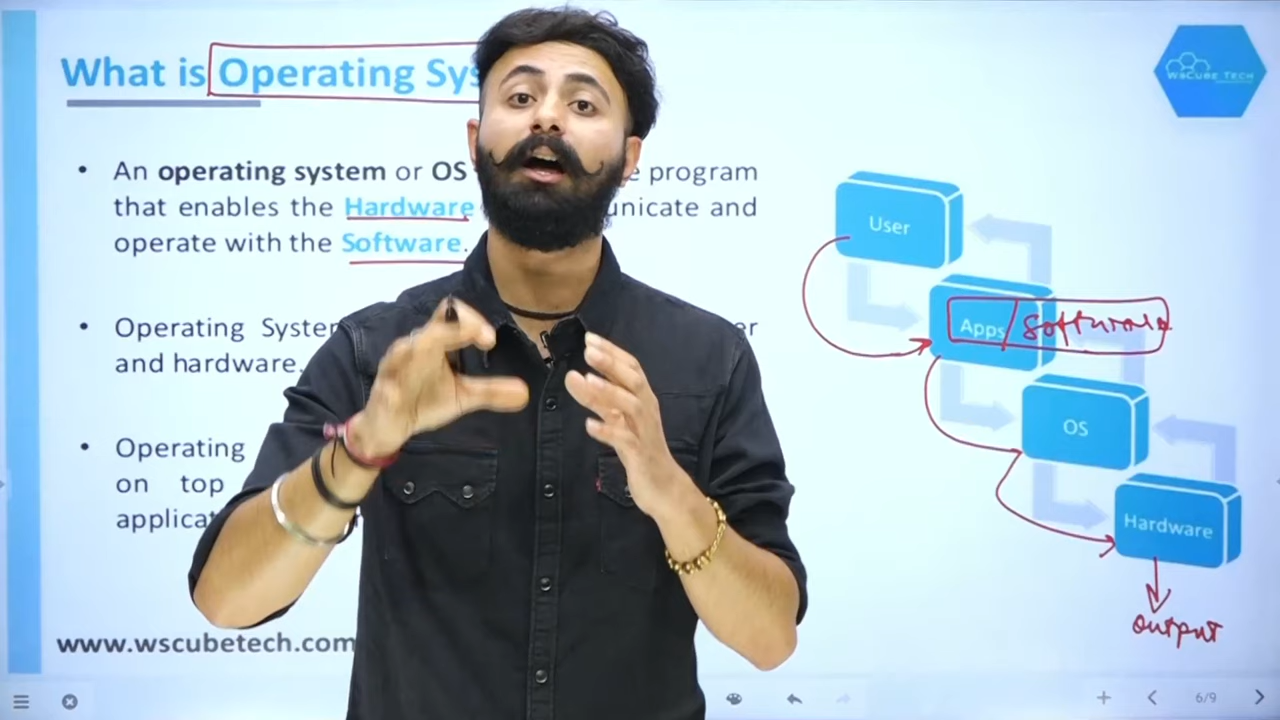 What is Operating Sys
WSCUBE TECH
• An operating system or OS
program
that enables the Hardware
unicate and
operate with the Software.
• Operating System
er
and hardware.
• Operating
on top
applicat
www.wscubetech.com
User
Apps/Software
OS
Hardware
output
6/9